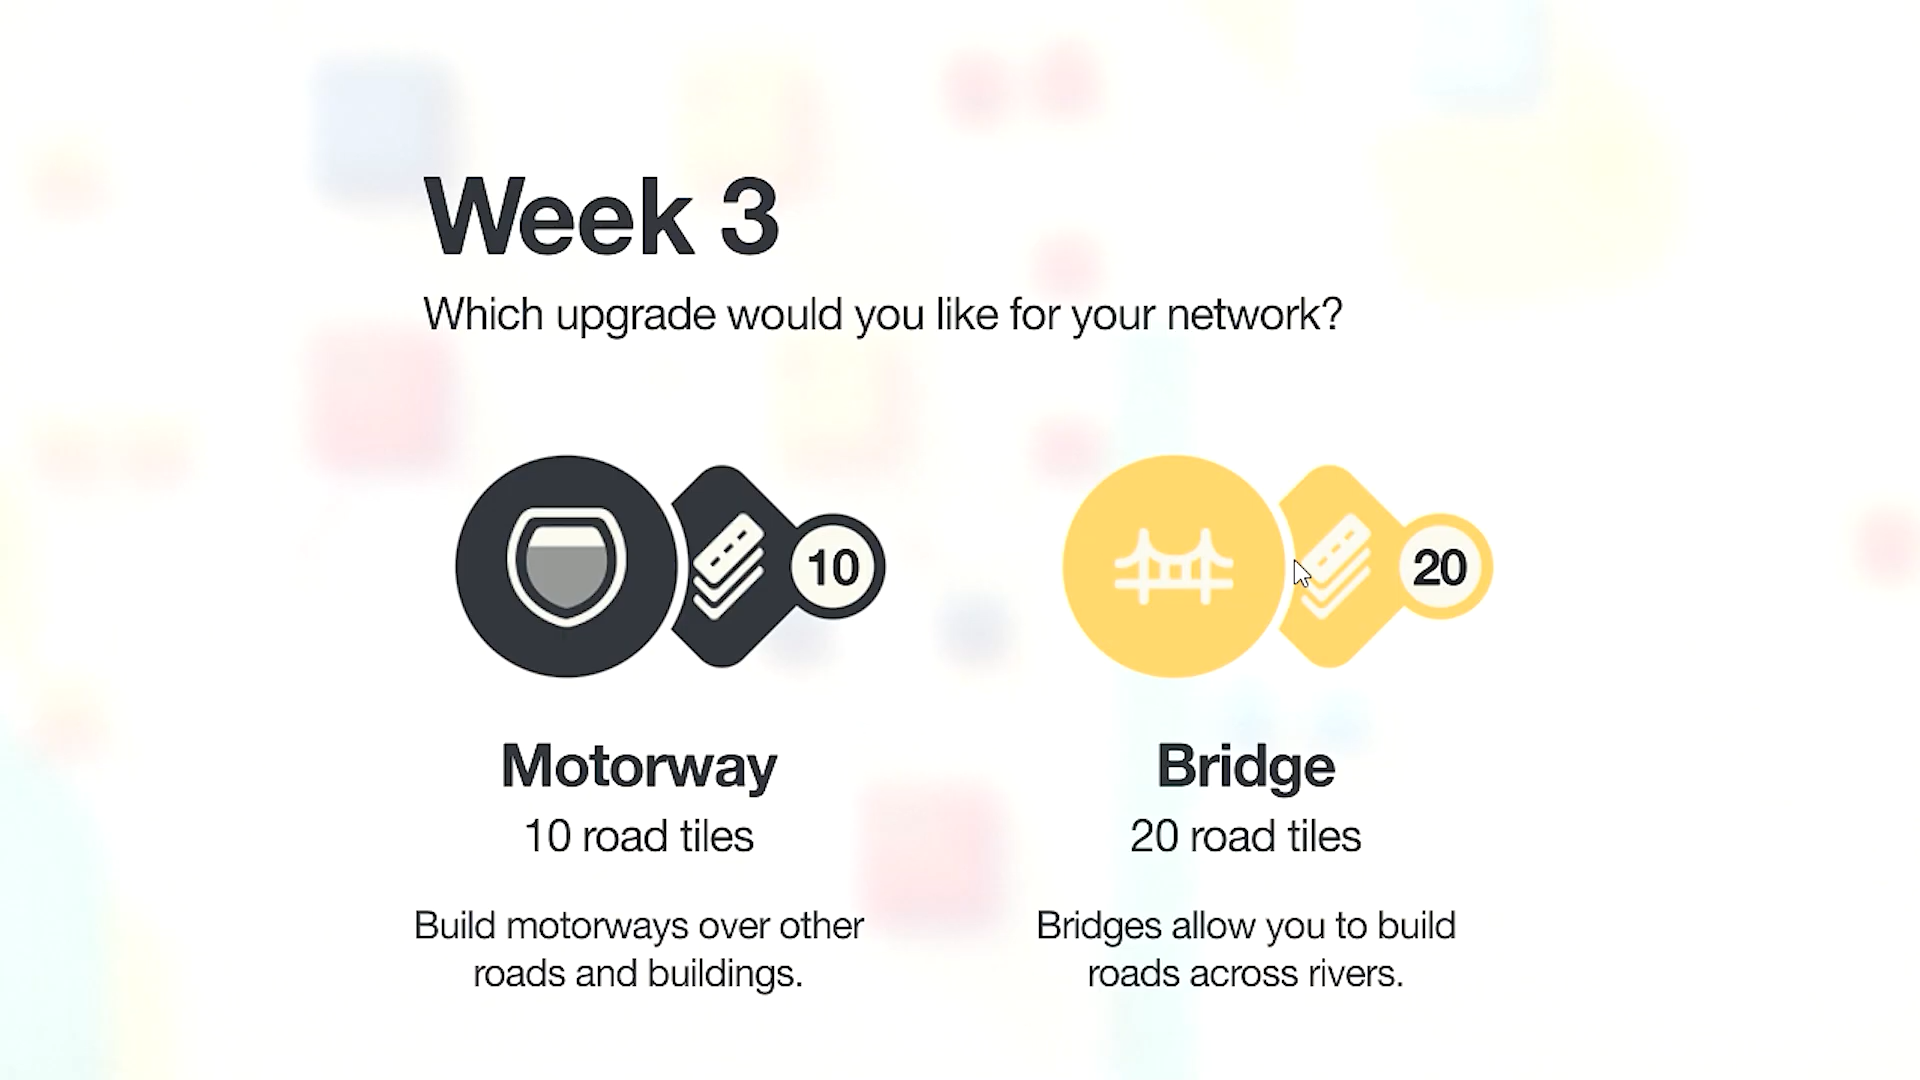 Week 3
Which upgrade would you like for your network?
10
20
Motorway
Bridge
10 road tiles
20 road tiles
Build motorways over other
roads and buildings.
Bridges allow you to build
roads across rivers.